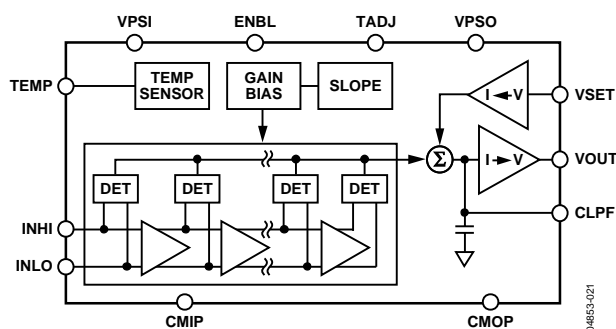 VPSI ENBL TADJ VPSO
TEMP
TEMP SENSOR
GAIN BIAS
SLOPE
I V
VSET
Σ
I V
VOUT
DET DET DET DET
CLPF
INHI
INLO
CMIP CMOP
04853-021